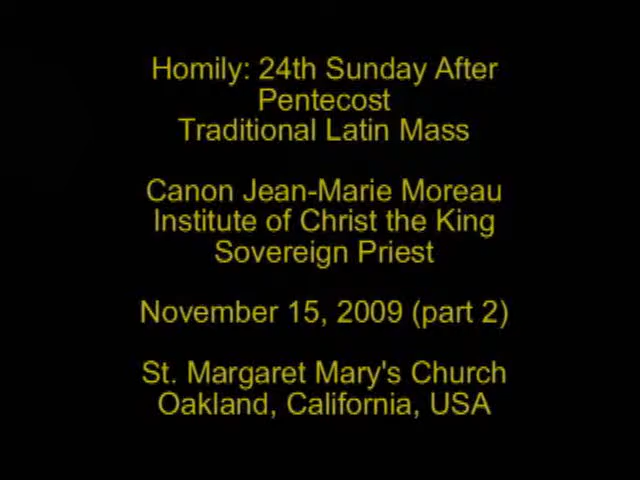 Homily: 24th Sunday After
Pentecost
Traditional Latin Mass
Canon Jean-Marie Moreau
Institute of Christ the King
Sovereign Priest
November 15, 2009 (part 2)
St. Margaret Mary's Church
Oakland, California, USA